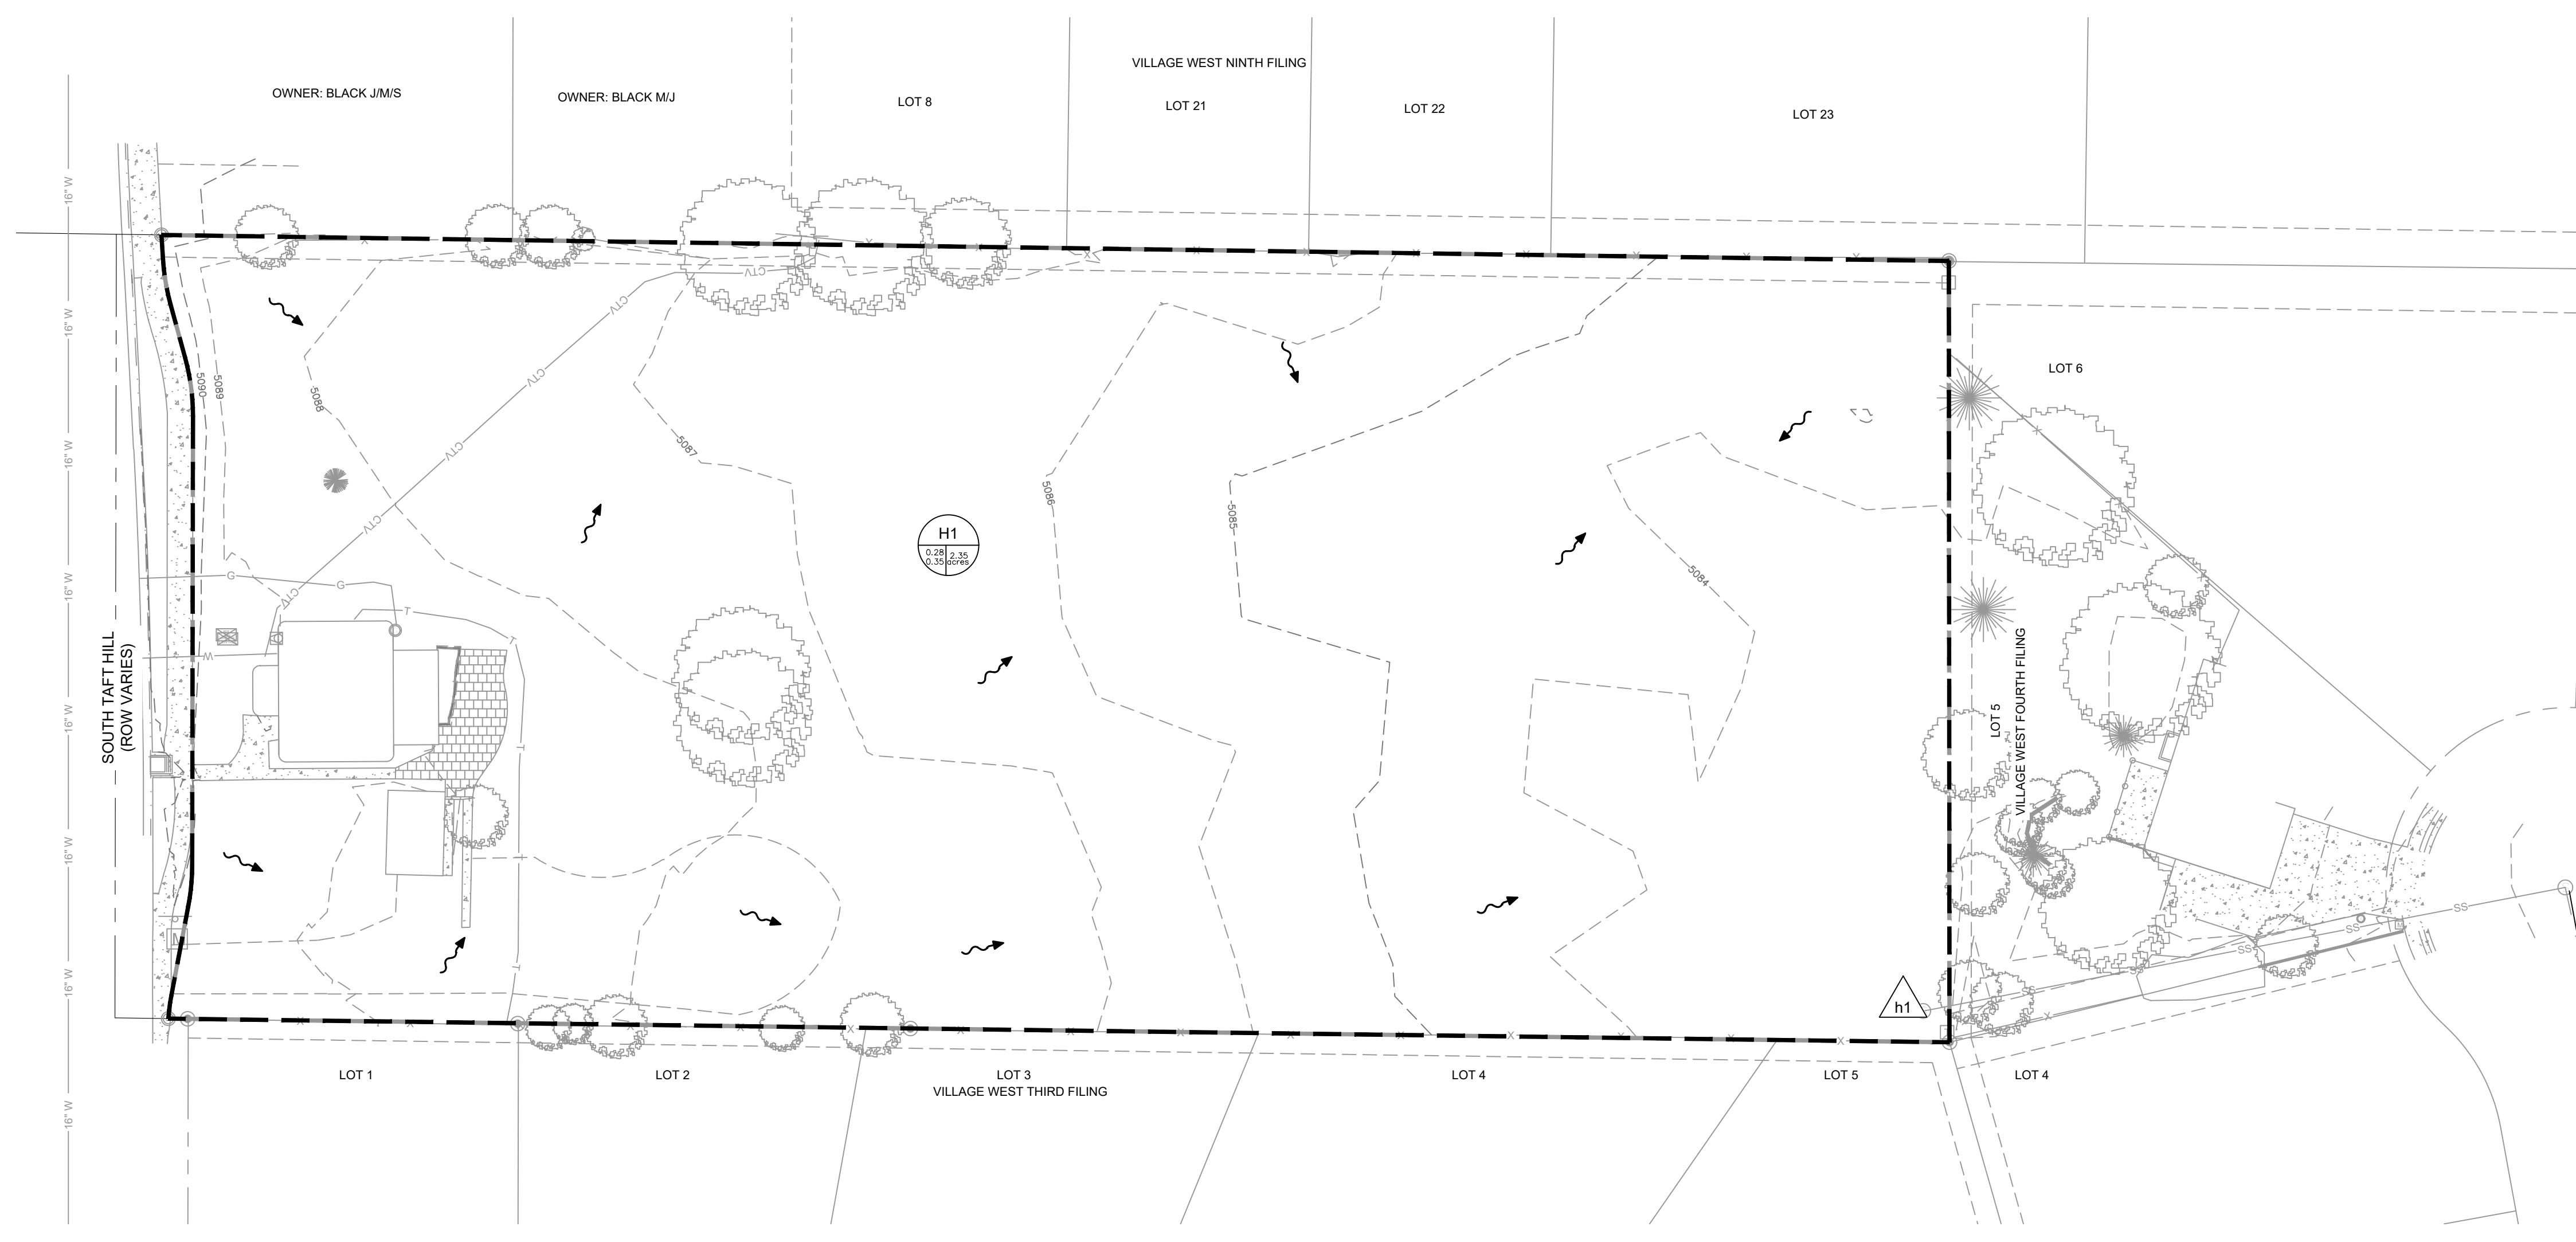 VILLAGE WEST NINTH FILING
OWNER: BLACK J/M/S
OWNER: BLACK M/J
LOT 8
LOT 21
LOT 22
LOT 23
16" W
16" W
16" W
16" W
16" W
16" W
16" W
16" W
X
X
X
X
X
X
X
X
X
CTV
CTV
CTV
CTV
CTV
CTV
5090
5089
5088
5087
5086
5085
5084
LOT 6
H1
0.28
0.35
2.35
acres
G
G
T
T
T
T
W
SOUTH TAFT HILL
(ROW VARIES)
LOT 5
VILLAGE WEST FOURTH FILING
M
h1
SS
SS
SS
SS
SS
X
X
X
X
LOT 1
LOT 2
LOT 3
VILLAGE WEST THIRD FILING
LOT 4
LOT 5
LOT 4